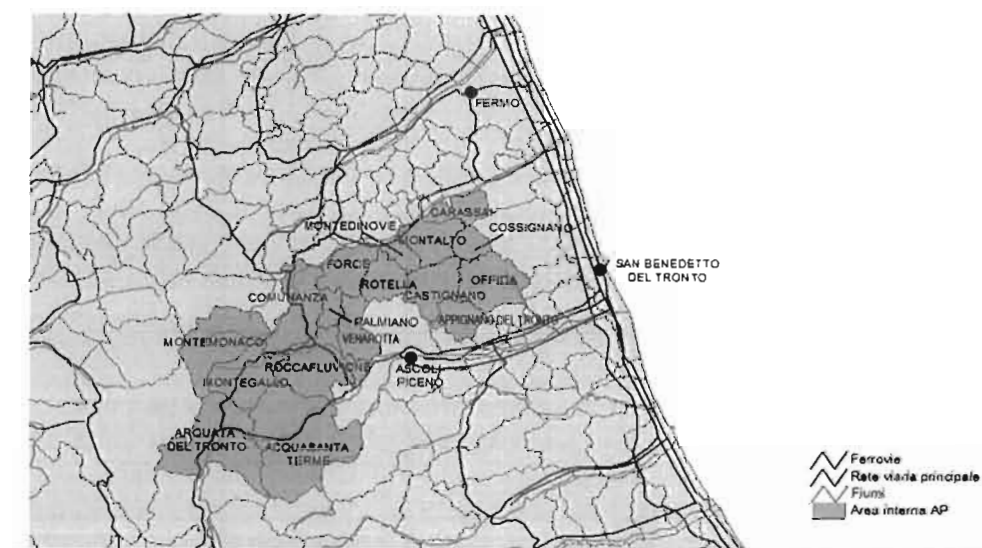 FERMO
CARASSAI
MONTEDINOVE
COSSIGNANO
MONTALTO
SAN BENEDETTO
DEL TRONTO
FORCE
ROTELLA
OFFIDA
CASTIGNANO
COMUNANZA
PALMIANO
APPIGNANO DEL TRONTO
VENAROTTA
MONTEMONACO
ROCCAFLUVIONE
ASCOLI
PICENO
MONTEGALLO
ARQUATA
DEL TRONTO
ACQUARANTA
TERME
Ferrovie
Rete viaria principale
Fiumi
Area interna AP